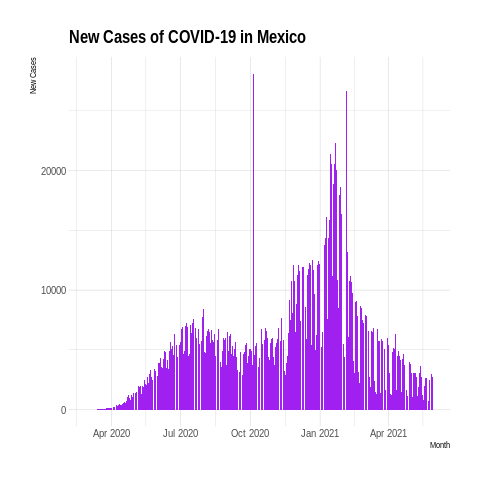 New Cases of COVID-19 in Mexico
New Cases
20000
10000
0
Apr 2020 Jul 2020 Oct 2020 Jan 2021 Apr 2021
Month